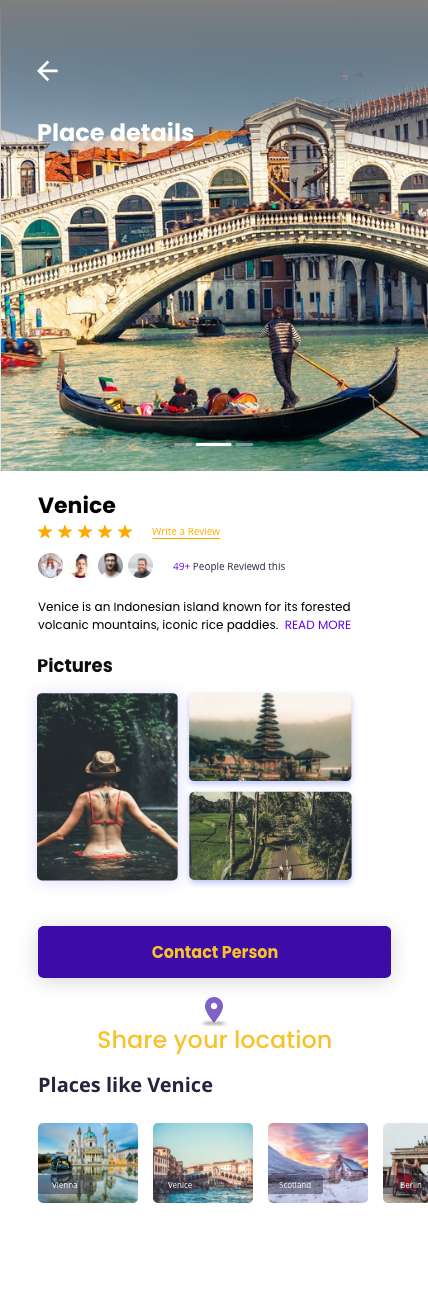 Place details
Venice
Write a Review
49+ People Reviewd this
Venice is an Indonesian island known for its forested
volcanic mountains, iconic rice paddies. READ MORE
Pictures
Contact Person
Share your location
Places like Venice
Vienna
Venice
Scotland
Berlin